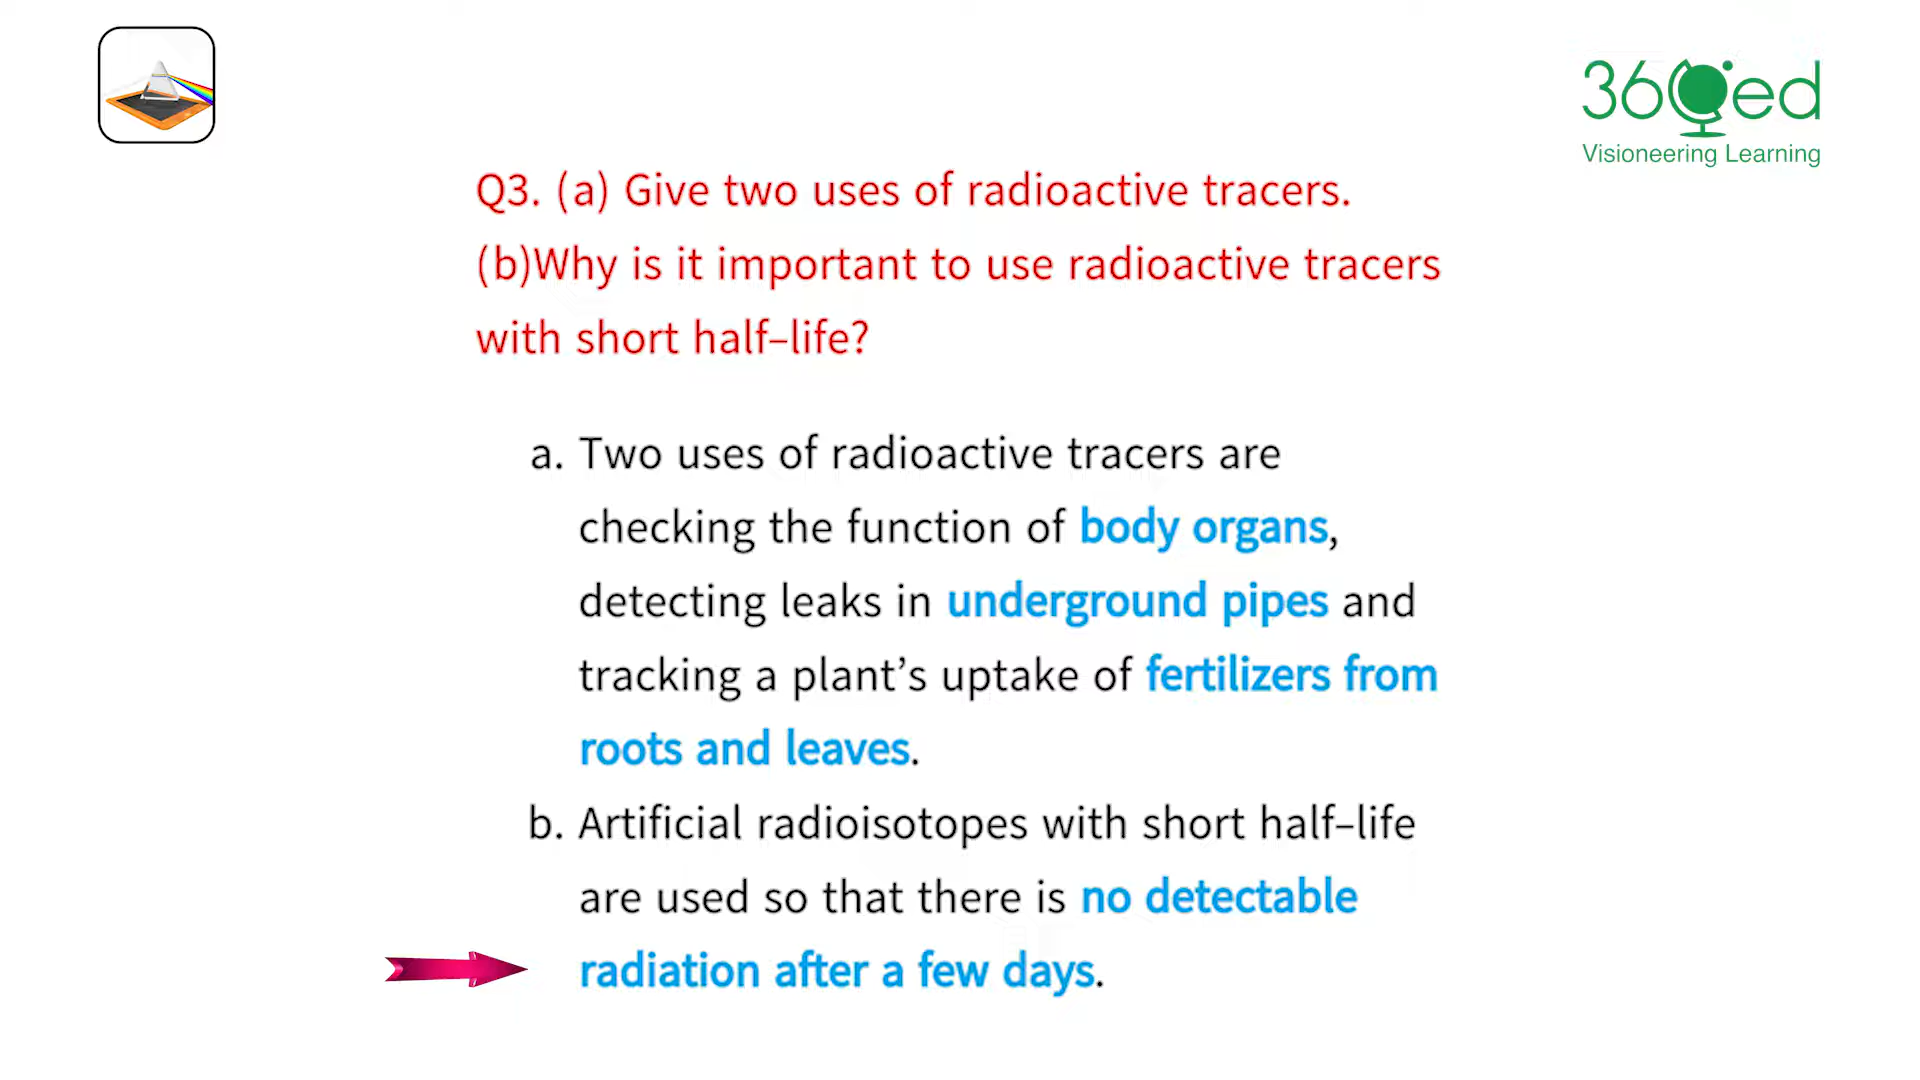 360ed
Visioneering Learning
Q3. (a) Give two uses of radioactive tracers.
(b)Why is it important to use radioactive tracers
with short half–life?
a. Two uses of radioactive tracers are
checking the function of body organs,
detecting leaks in underground pipes and
tracking a plant’s uptake of fertilizers from
roots and leaves.
b. Artificial radioisotopes with short half–life
are used so that there is no detectable
radiation after a few days.